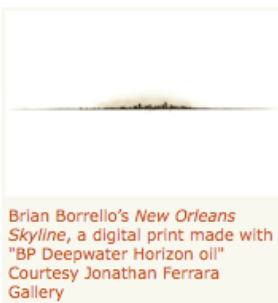 Brian Borrello's New Orleans
Skyline, a digital print made with
"BP Deepwater Horizon oil"
Courtesy Jonathan Ferrara
Gallery